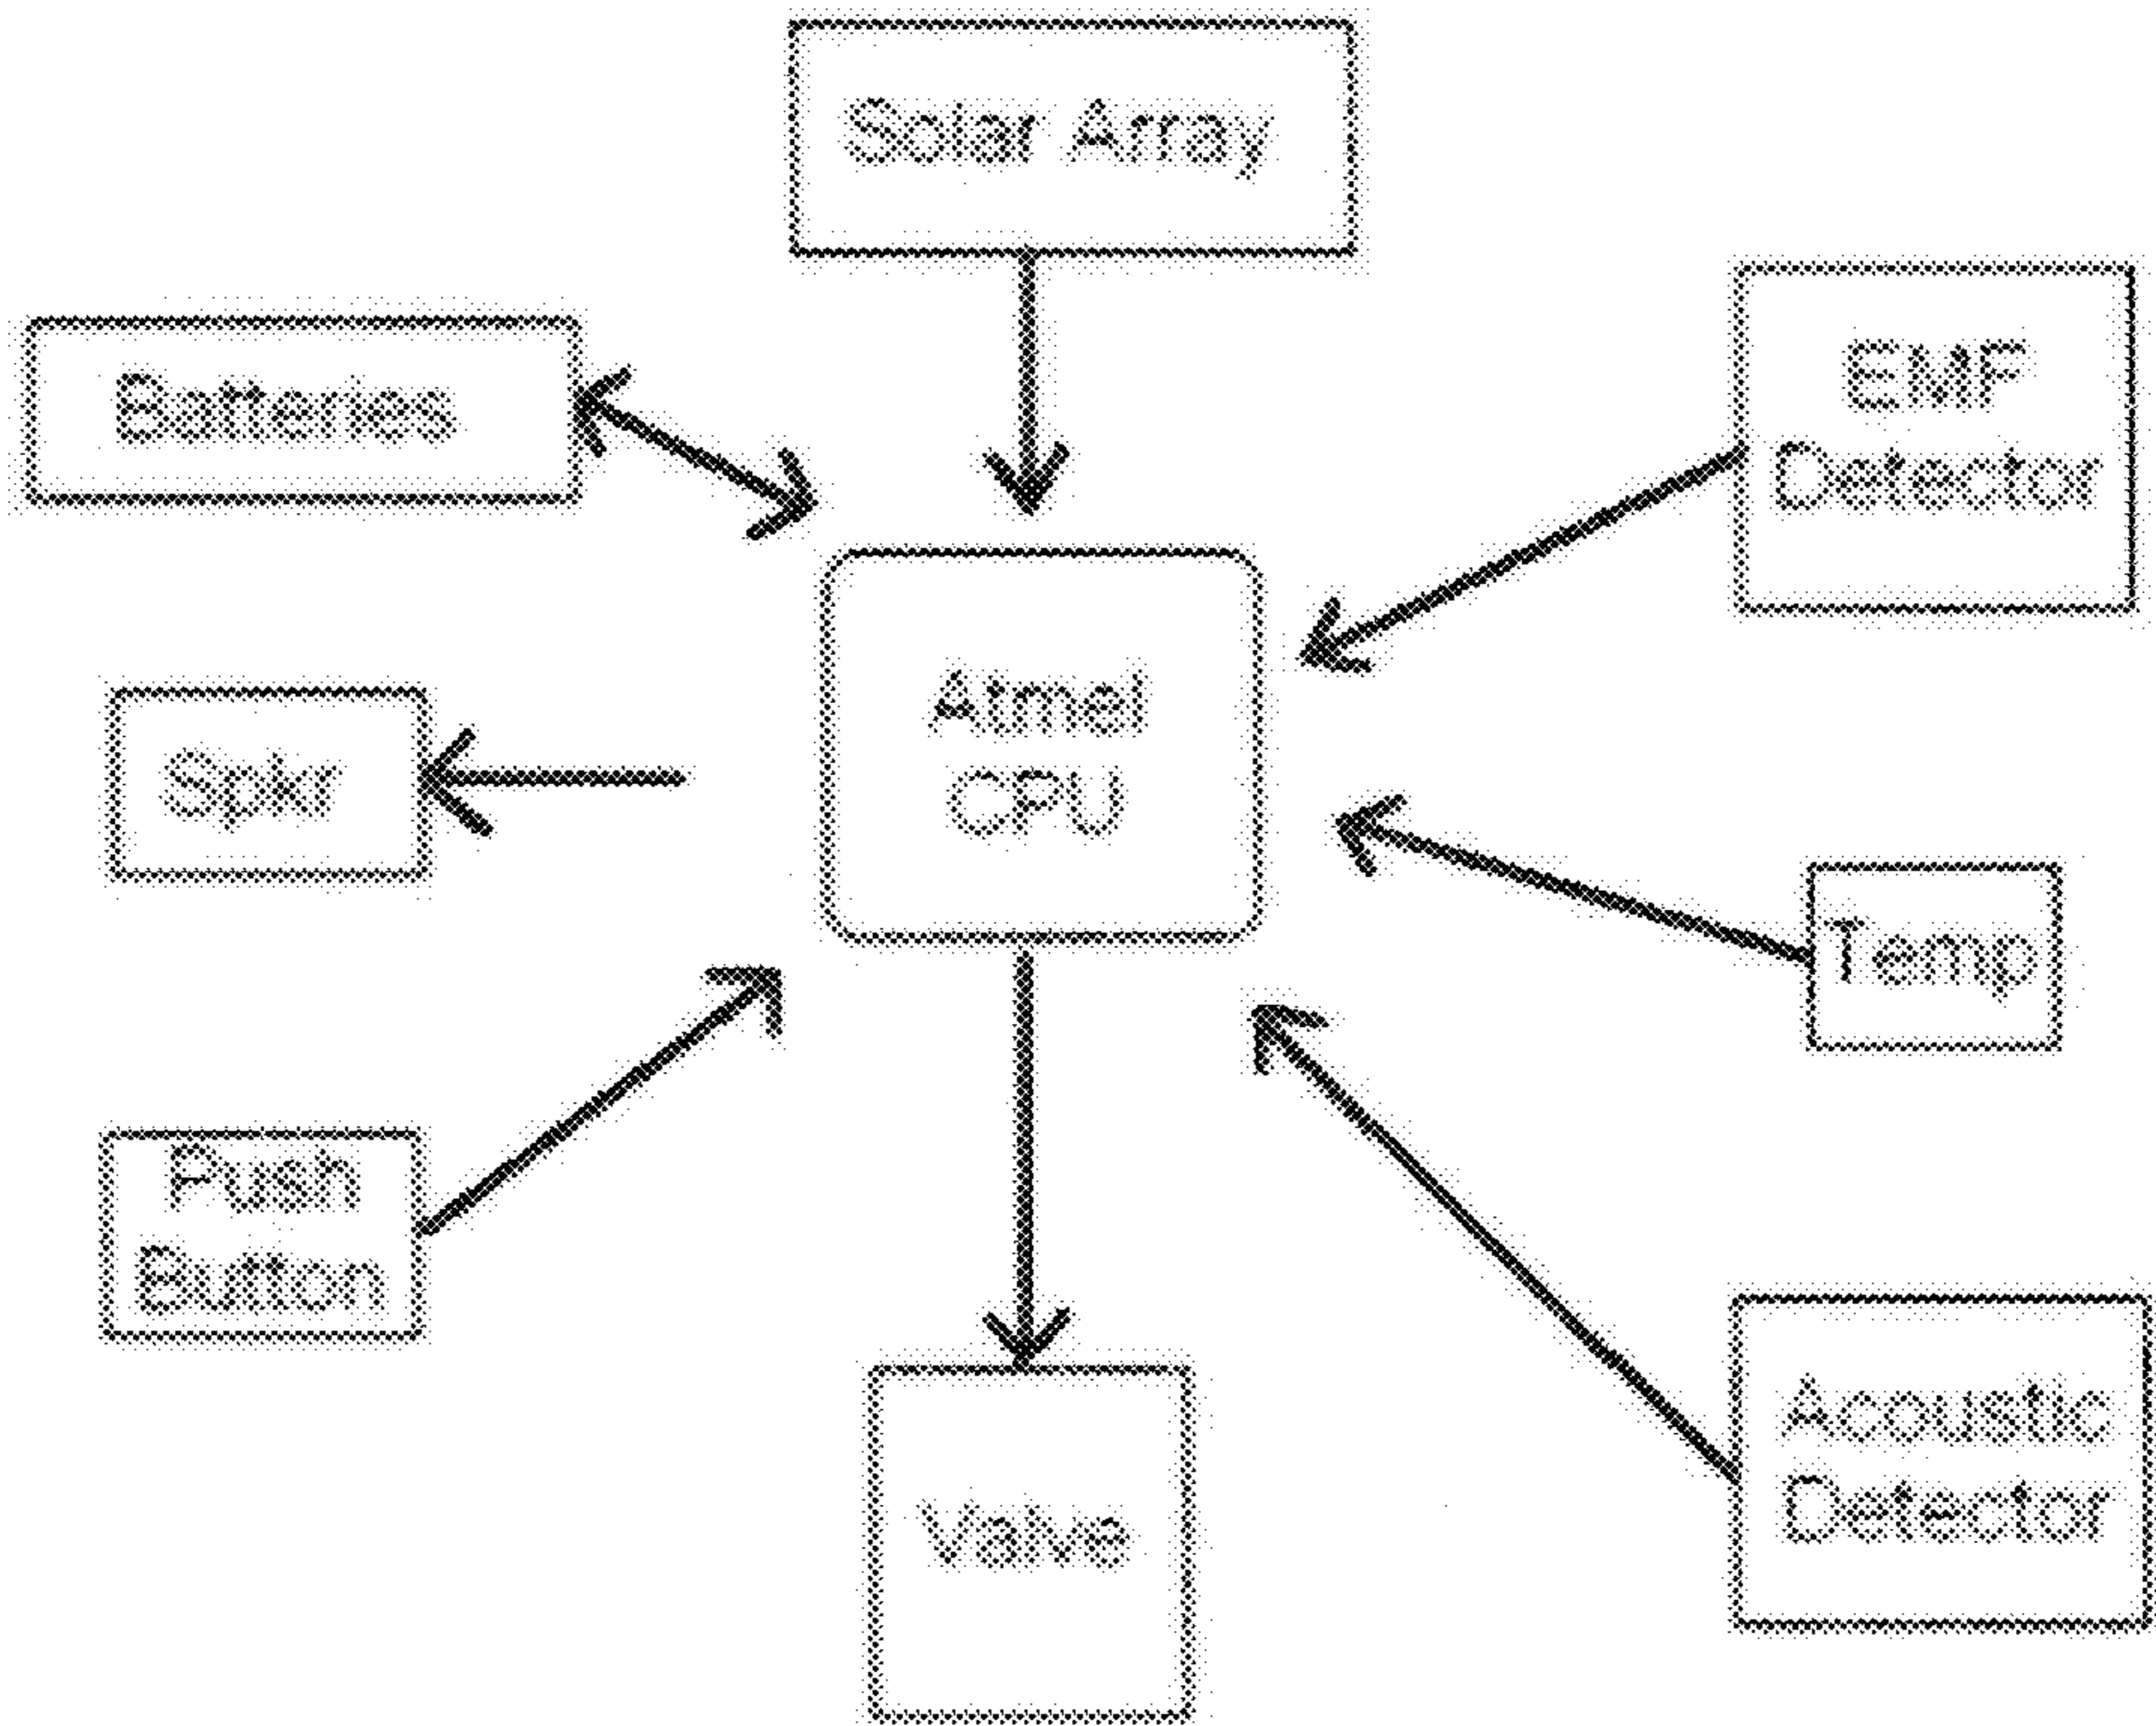 Solar Array
Batteries
EMF
Detector
Atmel
CPU
Spkr
Temp
Push
Button
Valve
Acoustic
Detector